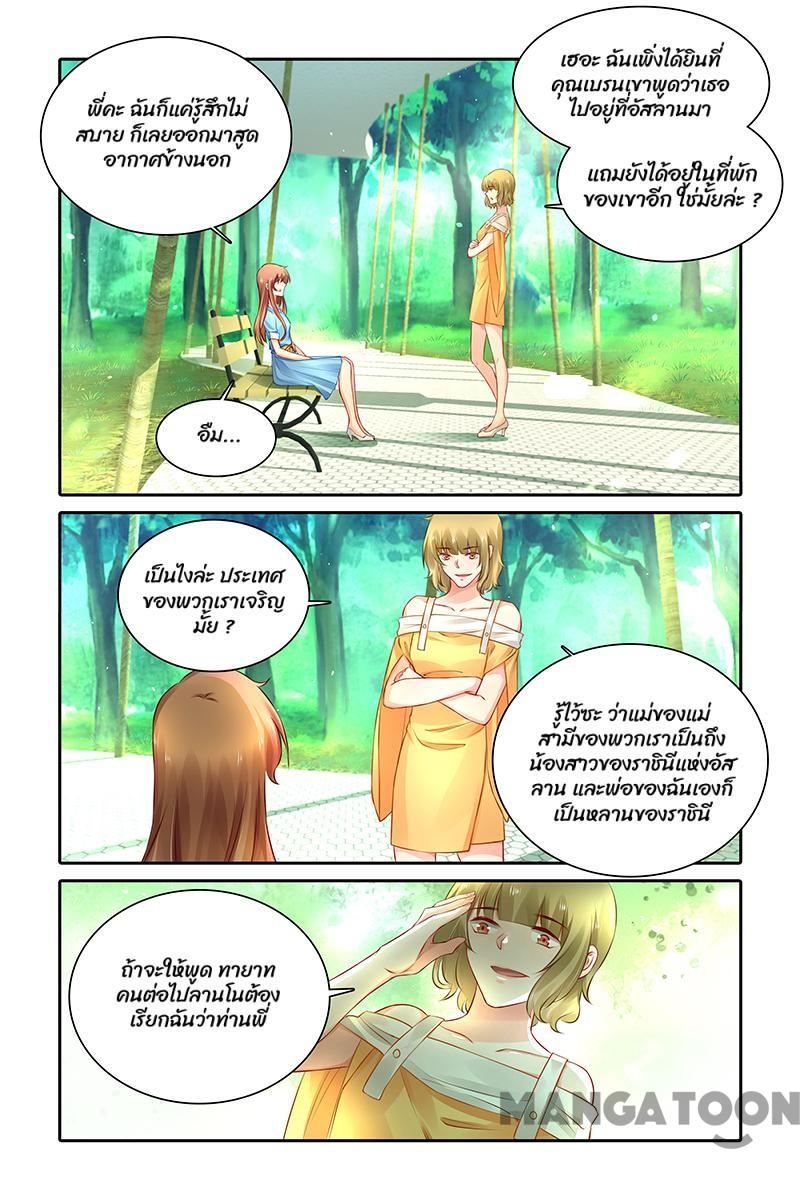 พี่คะ ฉันก็แค่รู้สึกไม่
สบาย ก็เลยออกมาสูด
อากาศข้างนอก
เฮอะ ฉันเพิ่งได้ยินที่
คุณเบรนเขาพูดว่าเธอ
ไปอยู่ที่อัสลานมา
แถมยังได้อยู่ในที่พัก
ของเขาอีก ใช่มั้ยล่ะ ?
อืม...
เป็นไงล่ะ ประเทศ
ของพวกเราเจริญ
มั้ย ?
รู้ไว้ซะ ว่าแม่ของแม่
สามีของพวกเราเป็นถึง
น้องสาวของราชินีแห่งอัส
ลาน และพ่อของฉันเองก็
เป็นหลานของราชินี
ถ้าจะให้พูด ทายาท
คนต่อไปลานโนต้อง
เรียกฉันว่าท่านพี่
MANGATOON